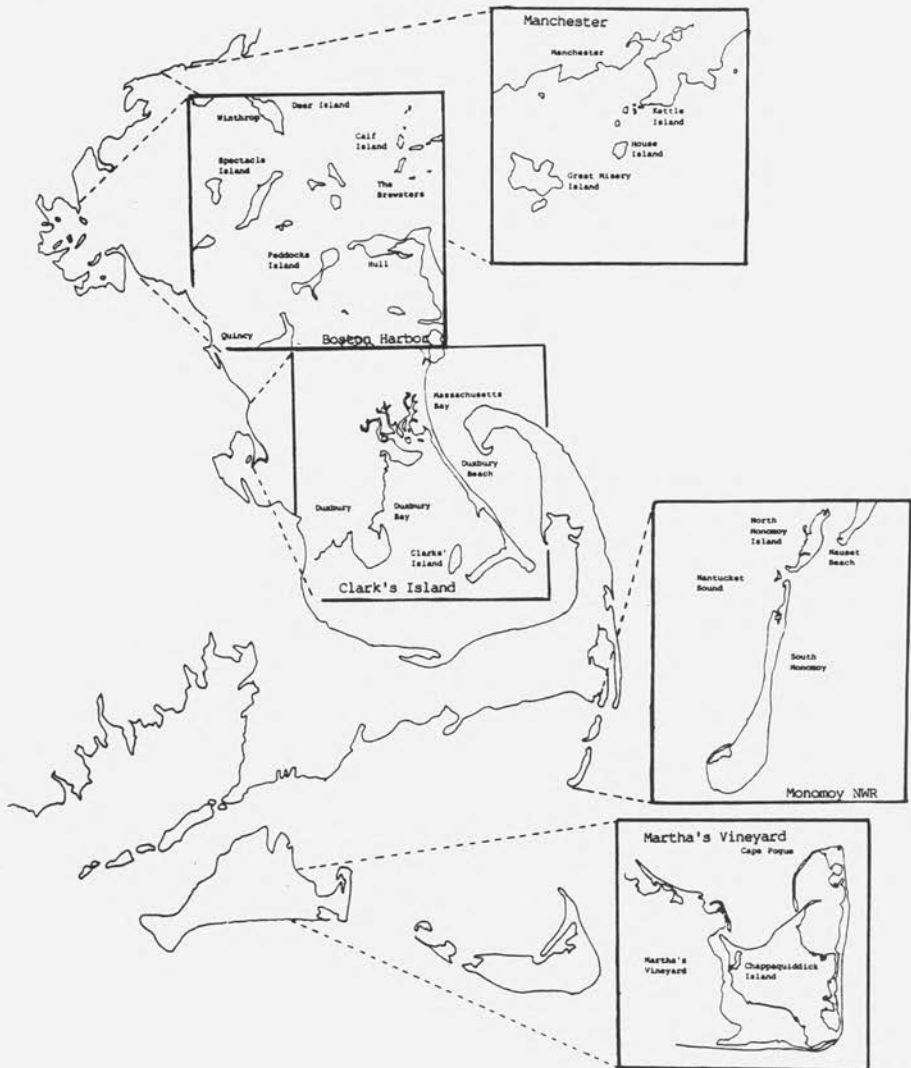 Manchester
Manchester
Kettle
Island
House
Island
Great Misery
Island
Deer Island
Winthrop
Calf
Island
Spectacle
Island
The
Brewsters
Peddocks
Island
Hull
Quincy
Boston Harbor
Massachusetts
Bay
Duxbury
Beach
Duxbury
Duxbury
Bay
Clarks'
Island
Clark's Island
North
Monomoy
Island
Nauset
Beach
Nantucket
Sound
South
Monomoy
Monomoy NWR
Martha's Vineyard
Cape Pogue
Martha's
Vineyard
Chappaquiddick
Island